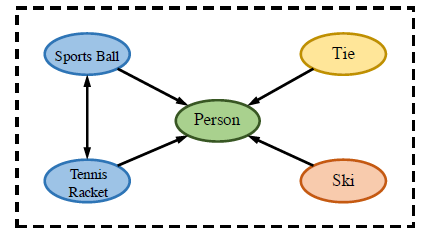 Sports Ball
Tie
Person
Tennis
Racket
Ski